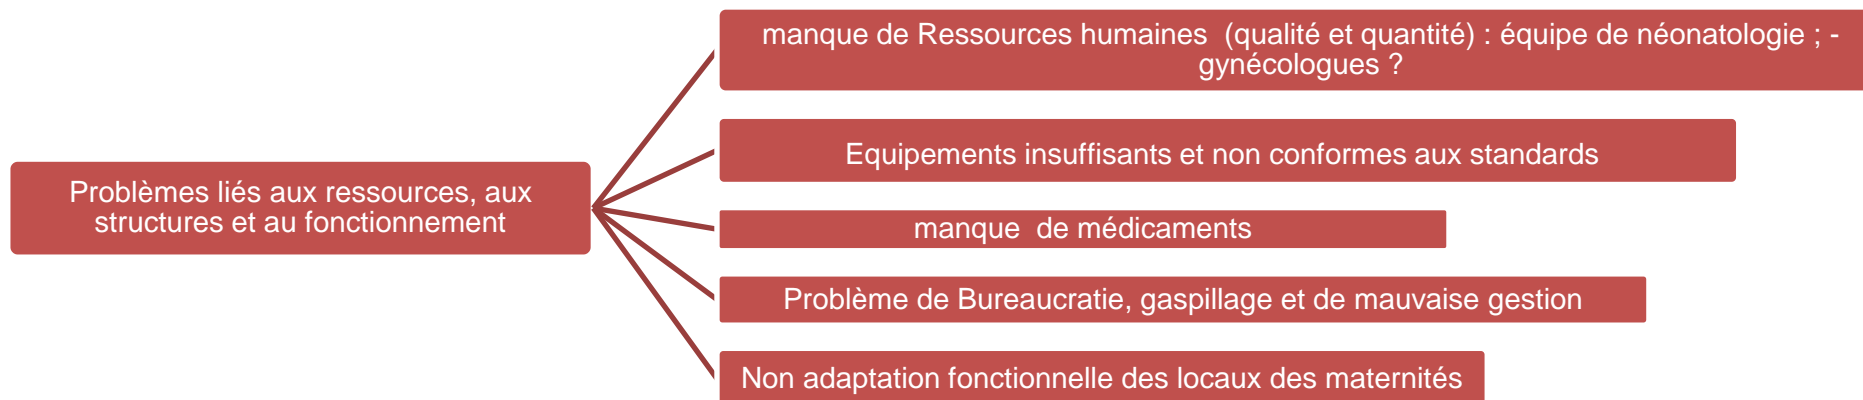 Problèmes liés aux ressources, aux
structures et au fonctionnement
manque de Ressources humaines (qualité et quantité) : équipe de néonatologie ; -
gynécologues ?
Equipements insuffisants et non conformes aux standards
manque de médicaments
Problème de Bureaucratie, gaspillage et de mauvaise gestion
Non adaptation fonctionnelle des locaux des maternités